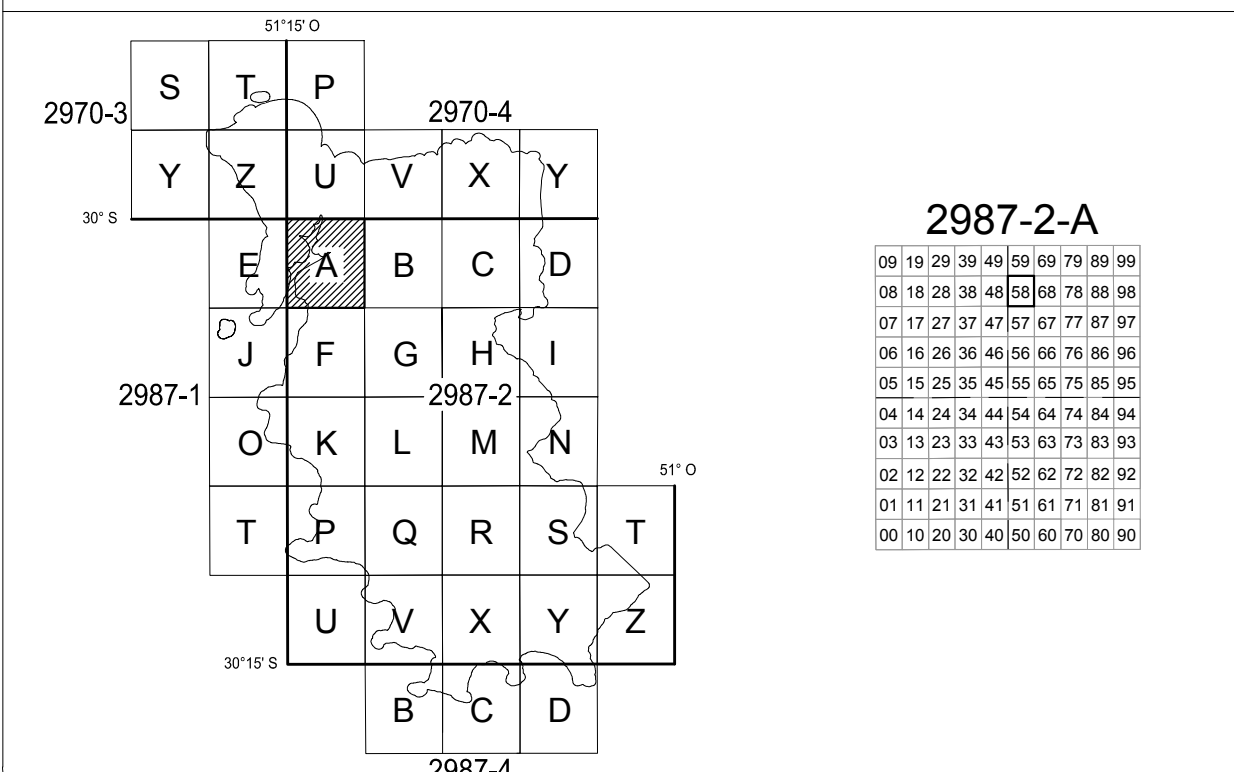 51°15' O
S T P
2970-3 2970-4
Y Z U V X Y
30° S
E A B C D
J F G H I
2987-1 2987-2
O K L M N
51° O
T P Q R S T
U V X Y Z
30°15' S
B C D
2987-4
2987-2-A
09 19 29 39 49 59 69 79 89 99
08 18 28 38 48 58 68 78 88 98
07 17 27 37 47 57 67 77 87 97
06 16 26 36 46 56 66 76 86 96
05 15 25 35 45 55 65 75 85 95
04 14 24 34 44 54 64 74 84 94
03 13 23 33 43 53 63 73 83 93
02 12 22 32 42 52 62 72 82 92
01 11 21 31 41 51 61 71 81 91
00 10 20 30 40 50 60 70 80 90